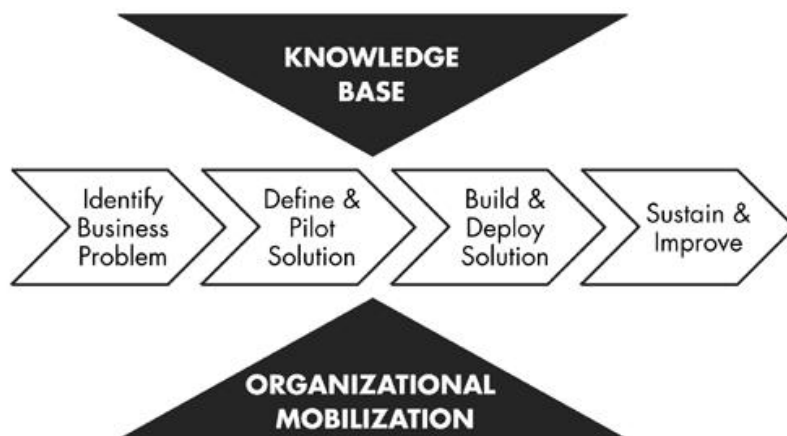 KNOWLEDGE
BASE
Identify
Business
Problem
Define &
Pilot
Solution
Build &
Deploy
Solution
Sustain &
Improve
ORGANIZATIONAL
MOBILIZATION